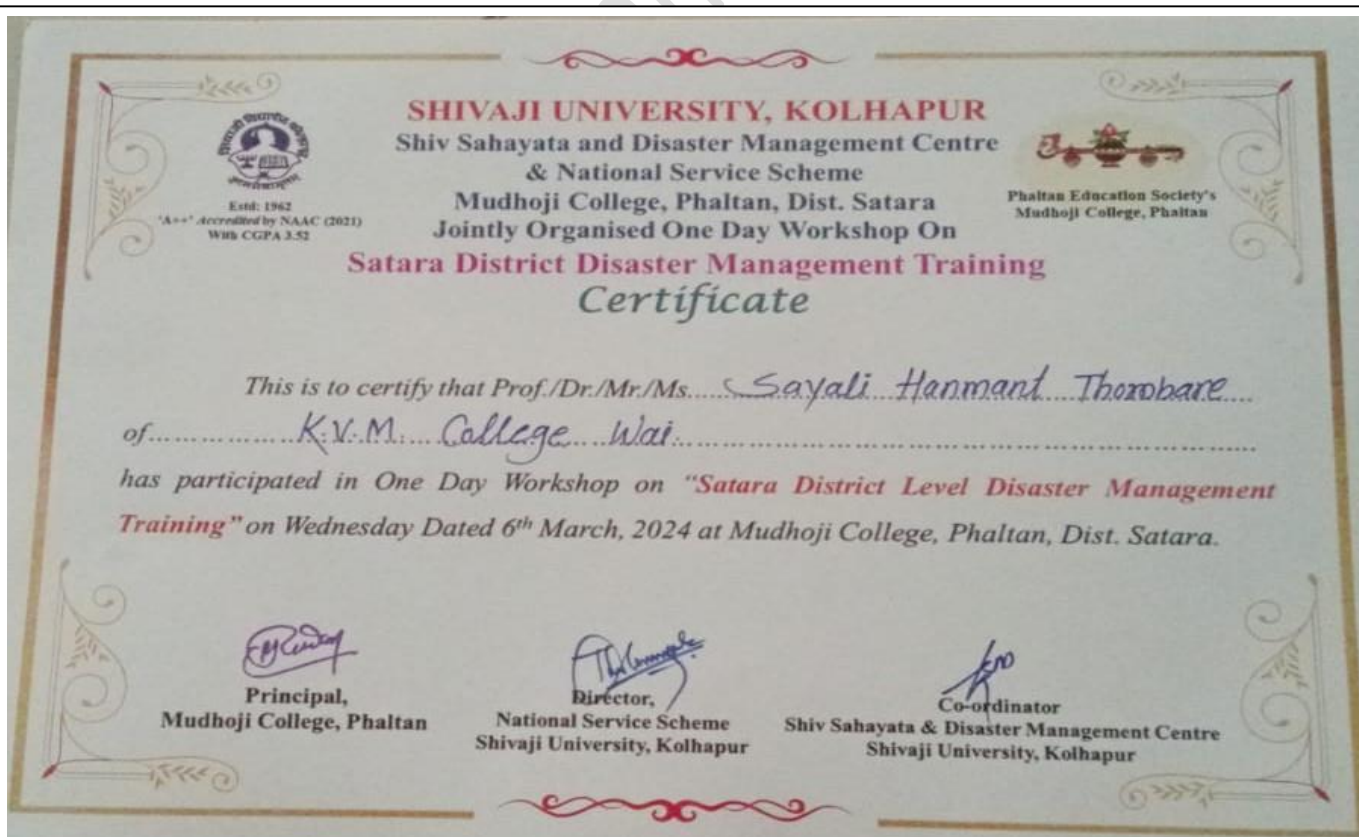 SHIVAJI UNIVERSITY, KOLHAPUR
Shiv Sahayata and Disaster Management Centre
& National Service Scheme
Mudhoji College, Phaltan, Dist. Satara
Jointly Organised One Day Workshop On
Satara District Disaster Management Training
Certificate
Estd: 1962
'A++' Accredited by NAAC (2021)
With CGPA 3.52
Phaltan Education Society's
Mudhoji College, Phaltan
This is to certify that Prof./Dr./Mr./Ms..... Sayali Hanmant Thorobare....
of............... K.V.M. College Wai...............
has participated in One Day Workshop on "Satara District Level Disaster Management
Training" on Wednesday Dated 6th March, 2024 at Mudhoji College, Phaltan, Dist. Satara.
Principal,
Mudhoji College, Phaltan
Director,
National Service Scheme
Shivaji University, Kolhapur
Co-ordinator
Shiv Sahayata & Disaster Management Centre
Shivaji University, Kolhapur